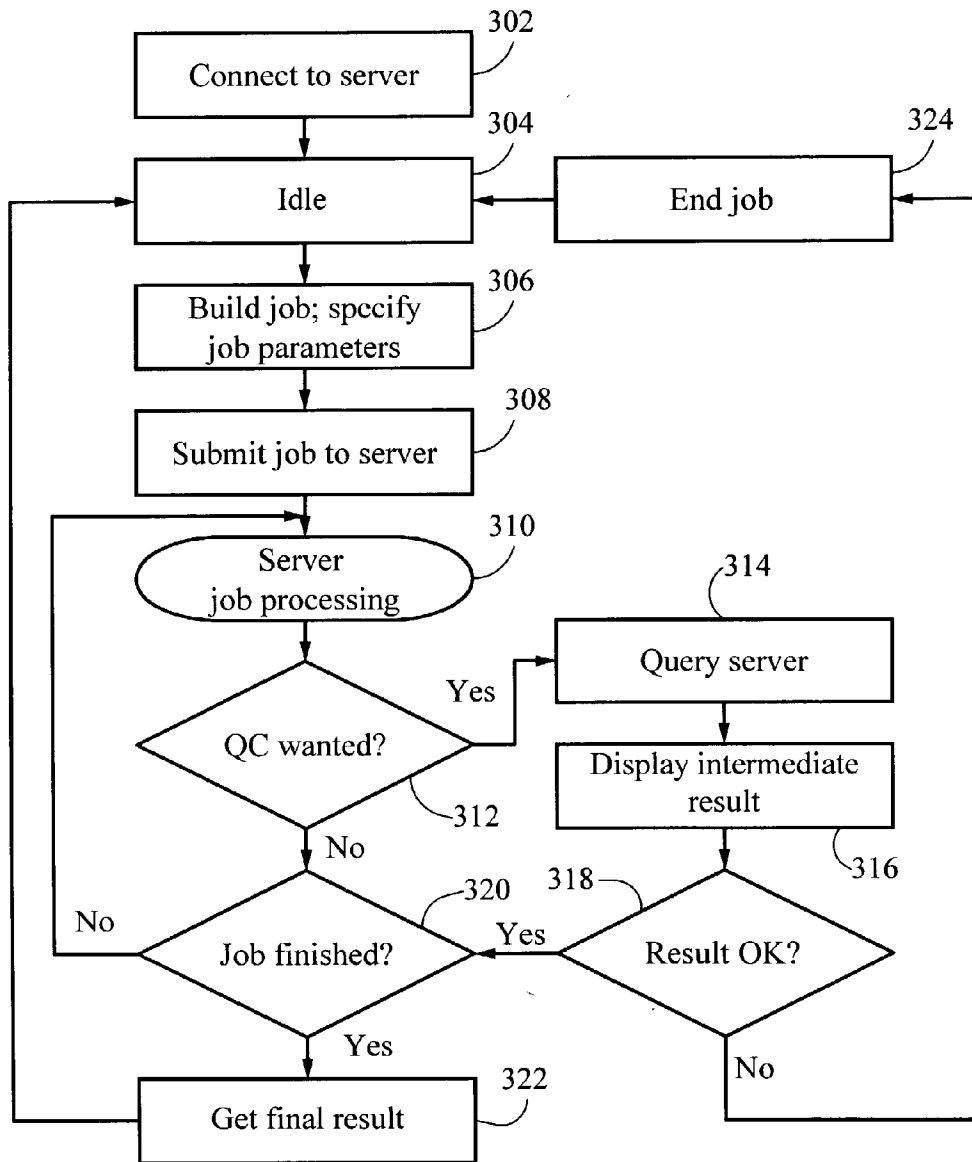 302
Connect to server
304
324
Idle
End job
306
Build job; specify
job parameters
308
Submit job to server
310
Server
job processing
314
Query server
Yes
QC wanted?
Display intermediate
result
312
No
316
318
320
No
Yes
Job finished?
Result OK?
Yes
No
322
Get final result